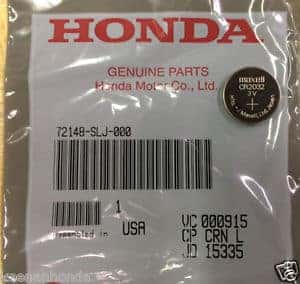 HONDA
GENUINE PARTS
Honda Motor Co., Ltd.
maxell
CR2032
3V
72148-SLJ-000
1
USA
VC 000915
CP CRN L
JD 15335